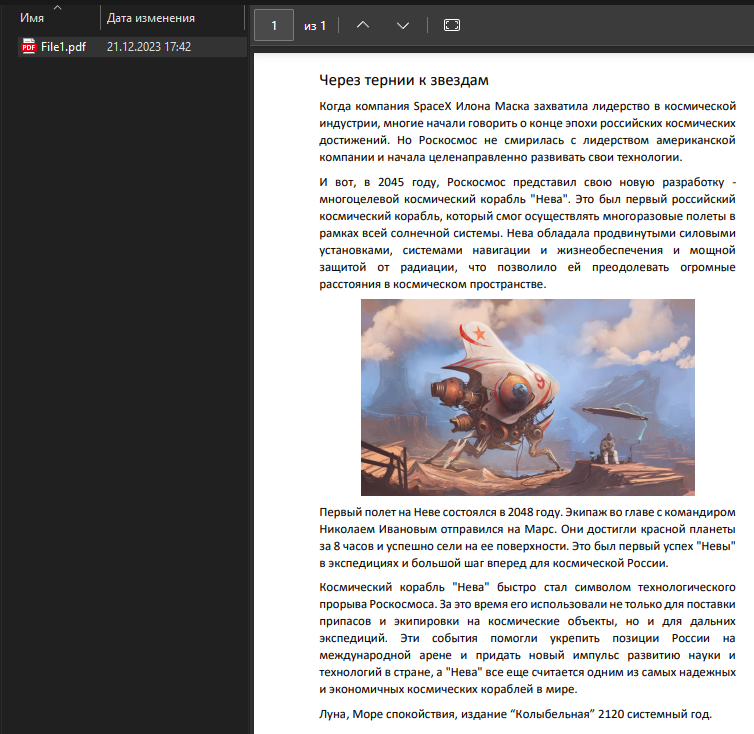 Имя
Дата изменения
PDF
File1.pdf
21.12.2023 17:42
1
из 1
Через тернии к звездам
Когда компания SpaceX Илона Маска захватила лидерство в космической
индустрии, многие начали говорить о конце эпохи российских космических
достижений. Но Роскосмос не смирилась с лидерством американской
компании и начала целенаправленно развивать свои технологии.
И вот, в 2045 году, Роскосмос представил свою новую разработку -
многоцелевой космический корабль "Нева". Это был первый российский
космический корабль, который смог осуществлять многоразовые полеты в
рамках всей солнечной системы. Нева обладала продвинутыми силовыми
установками, системами навигации и жизнеобеспечения и мощной
защитой от радиации, что позволило ей преодолевать огромные
расстояния в космическом пространстве.
9
Первый полет на Неве состоялся в 2048 году. Экипаж во главе с командиром
Николаем Ивановым отправился на Марс. Они достигли красной планеты
за 8 часов и успешно сели на ее поверхности. Это был первый успех "Невы"
в экспедициях и большой шаг вперед для космической России.
Космический корабль "Нева" быстро стал символом технологического
прорыва Роскосмоса. За это время его использовали не только для поставки
припасов и экипировки на космические объекты, но и для дальних
экспедиций. Эти события помогли укрепить позиции России на
международной арене и придать новый импульс развитию науки и
технологий в стране, а "Нева" все еще считается одним из самых надежных
и экономичных космических кораблей в мире.
Луна, Море спокойствия, издание “Колыбельная” 2120 системный год.